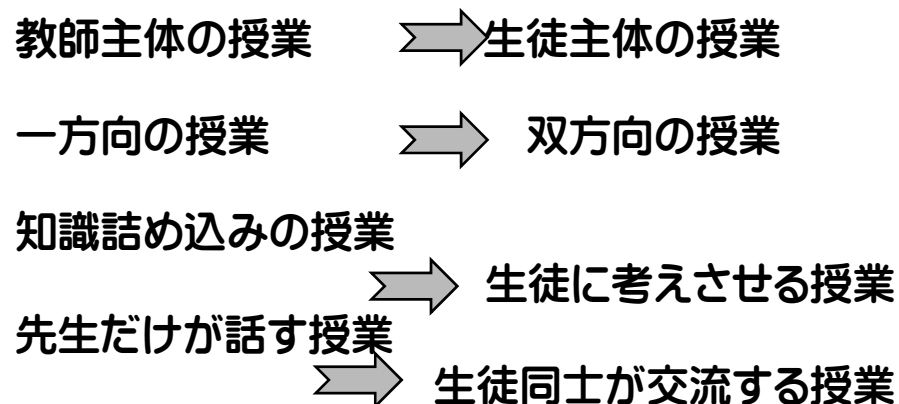 教師主体の授業 生徒主体の授業
一方向の授業 双方向の授業
知識詰め込みの授業
生徒に考えさせる授業
先生だけが話す授業
生徒同士が交流する授業